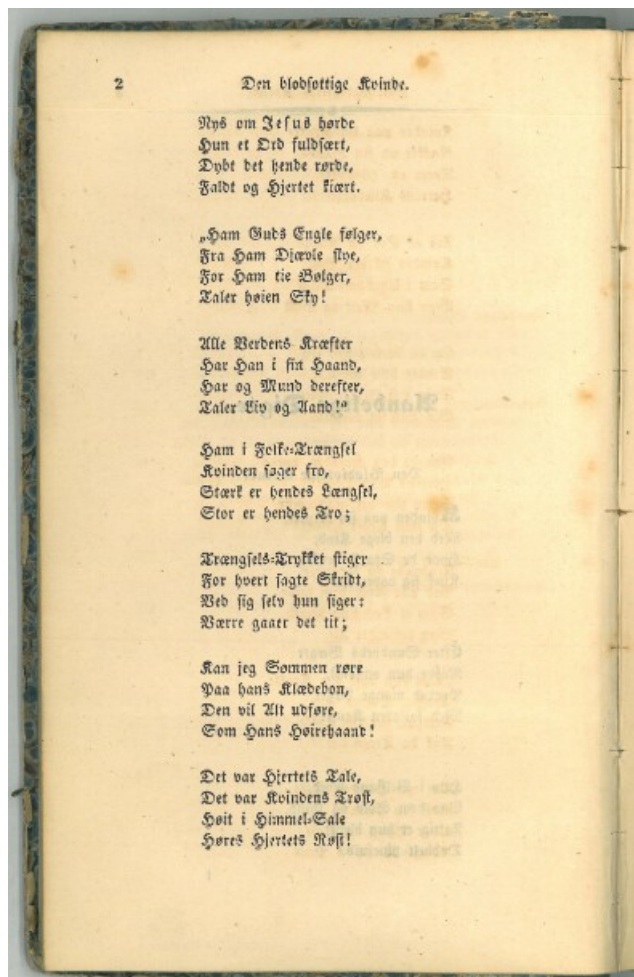 2 Den blodsottige Kvinde.
Nys om Jesus hørde
Hun et Ord fuldsært,
Dybt det hende rørde,
Faldt og Hjertet kiært.
„Ham Guds Engle følger,
Fra Ham Djævle flye,
For Ham tie Bølger,
Taler høien Sky!
Alle Verdens Kræfter
Har Han i sin Haand,
Har og Mund derefter,
Taler Liv og Aand!“
Ham i Folke-Trængsel
Kvinden søger fro,
Stærk er hendes Længsel,
Stor er hendes Tro;
Trængsels-Trykket stiger
For hvert sagte Skridt,
Ved sig selv hun siger:
Værre gaaer det tit;
Kan jeg Sømmen røre
Paa hans Klædebon,
Den vil Alt udføre,
Som Hans Høirehaand!
Det var Hjertets Tale,
Det var Kvindens Trøst,
Høit i Himmel-Sale
Høres Hjertets Røst!